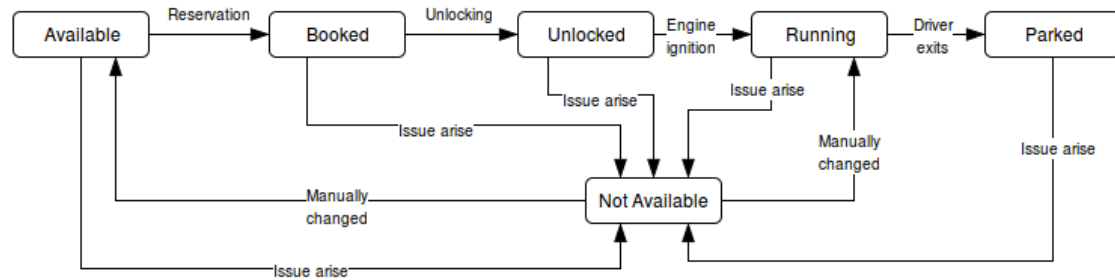 Reservation
Unlocking
Available
Booked
Unlocked
Engine
ignition
Running
Driver
exits
Parked
Issue arise
Issue arise
Issue arise
Manually
changed
Issue arise
Manually
changed
Not Available
Issue arise